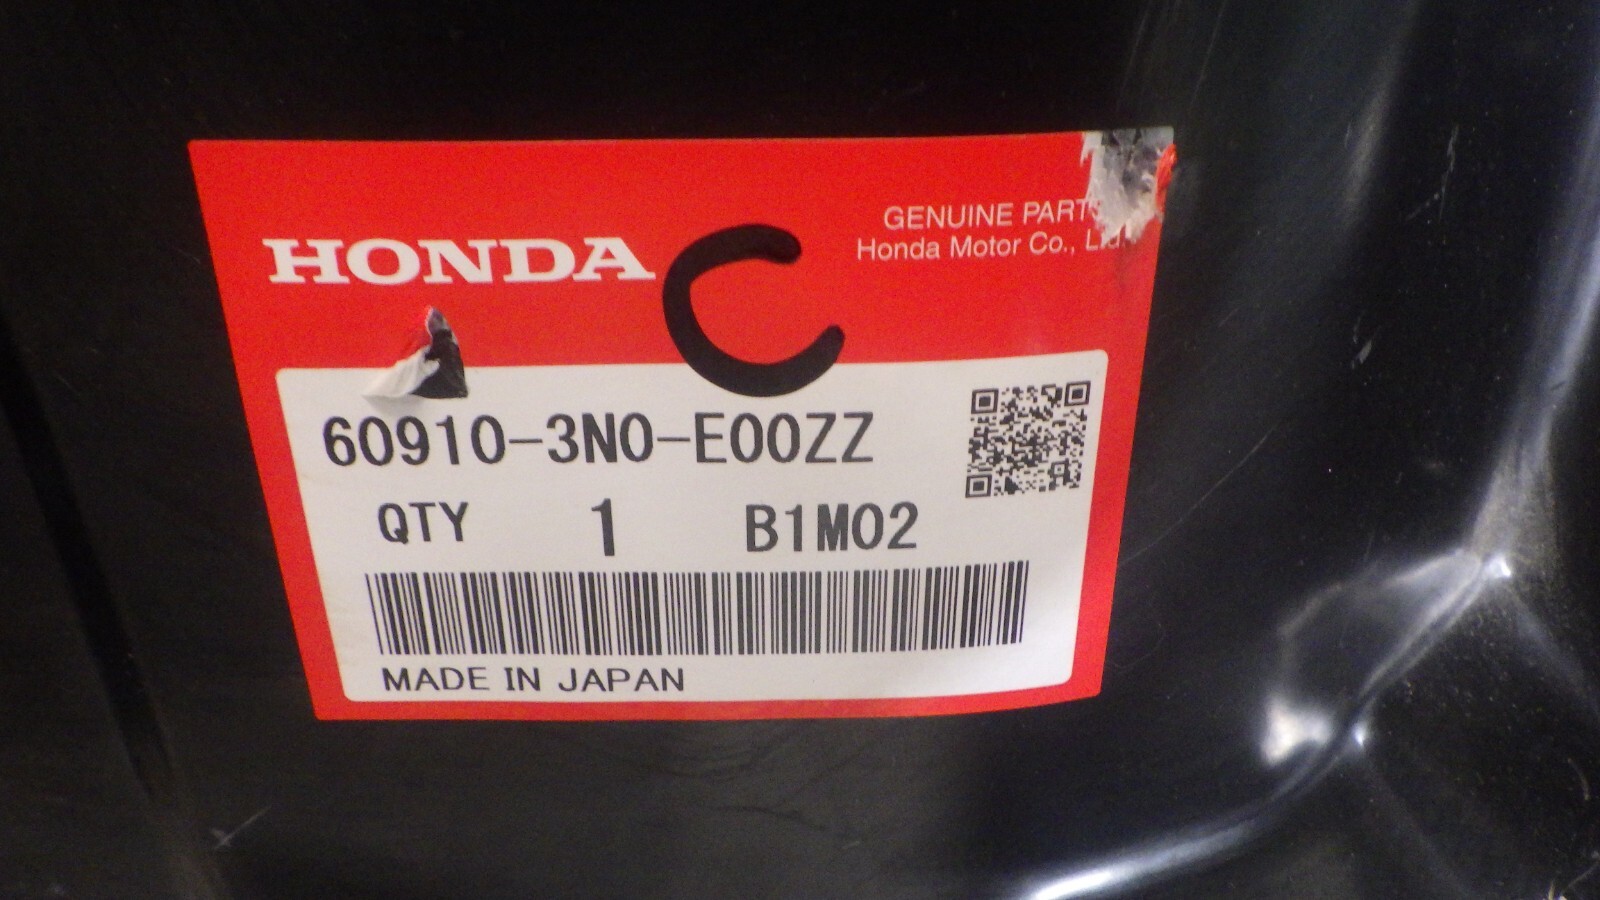 HONDA
C
GENUINE PARTS
Honda Motor Co., Ltd.
60910-3N0-E00ZZ
QTY 1 B1M02
MADE IN JAPAN